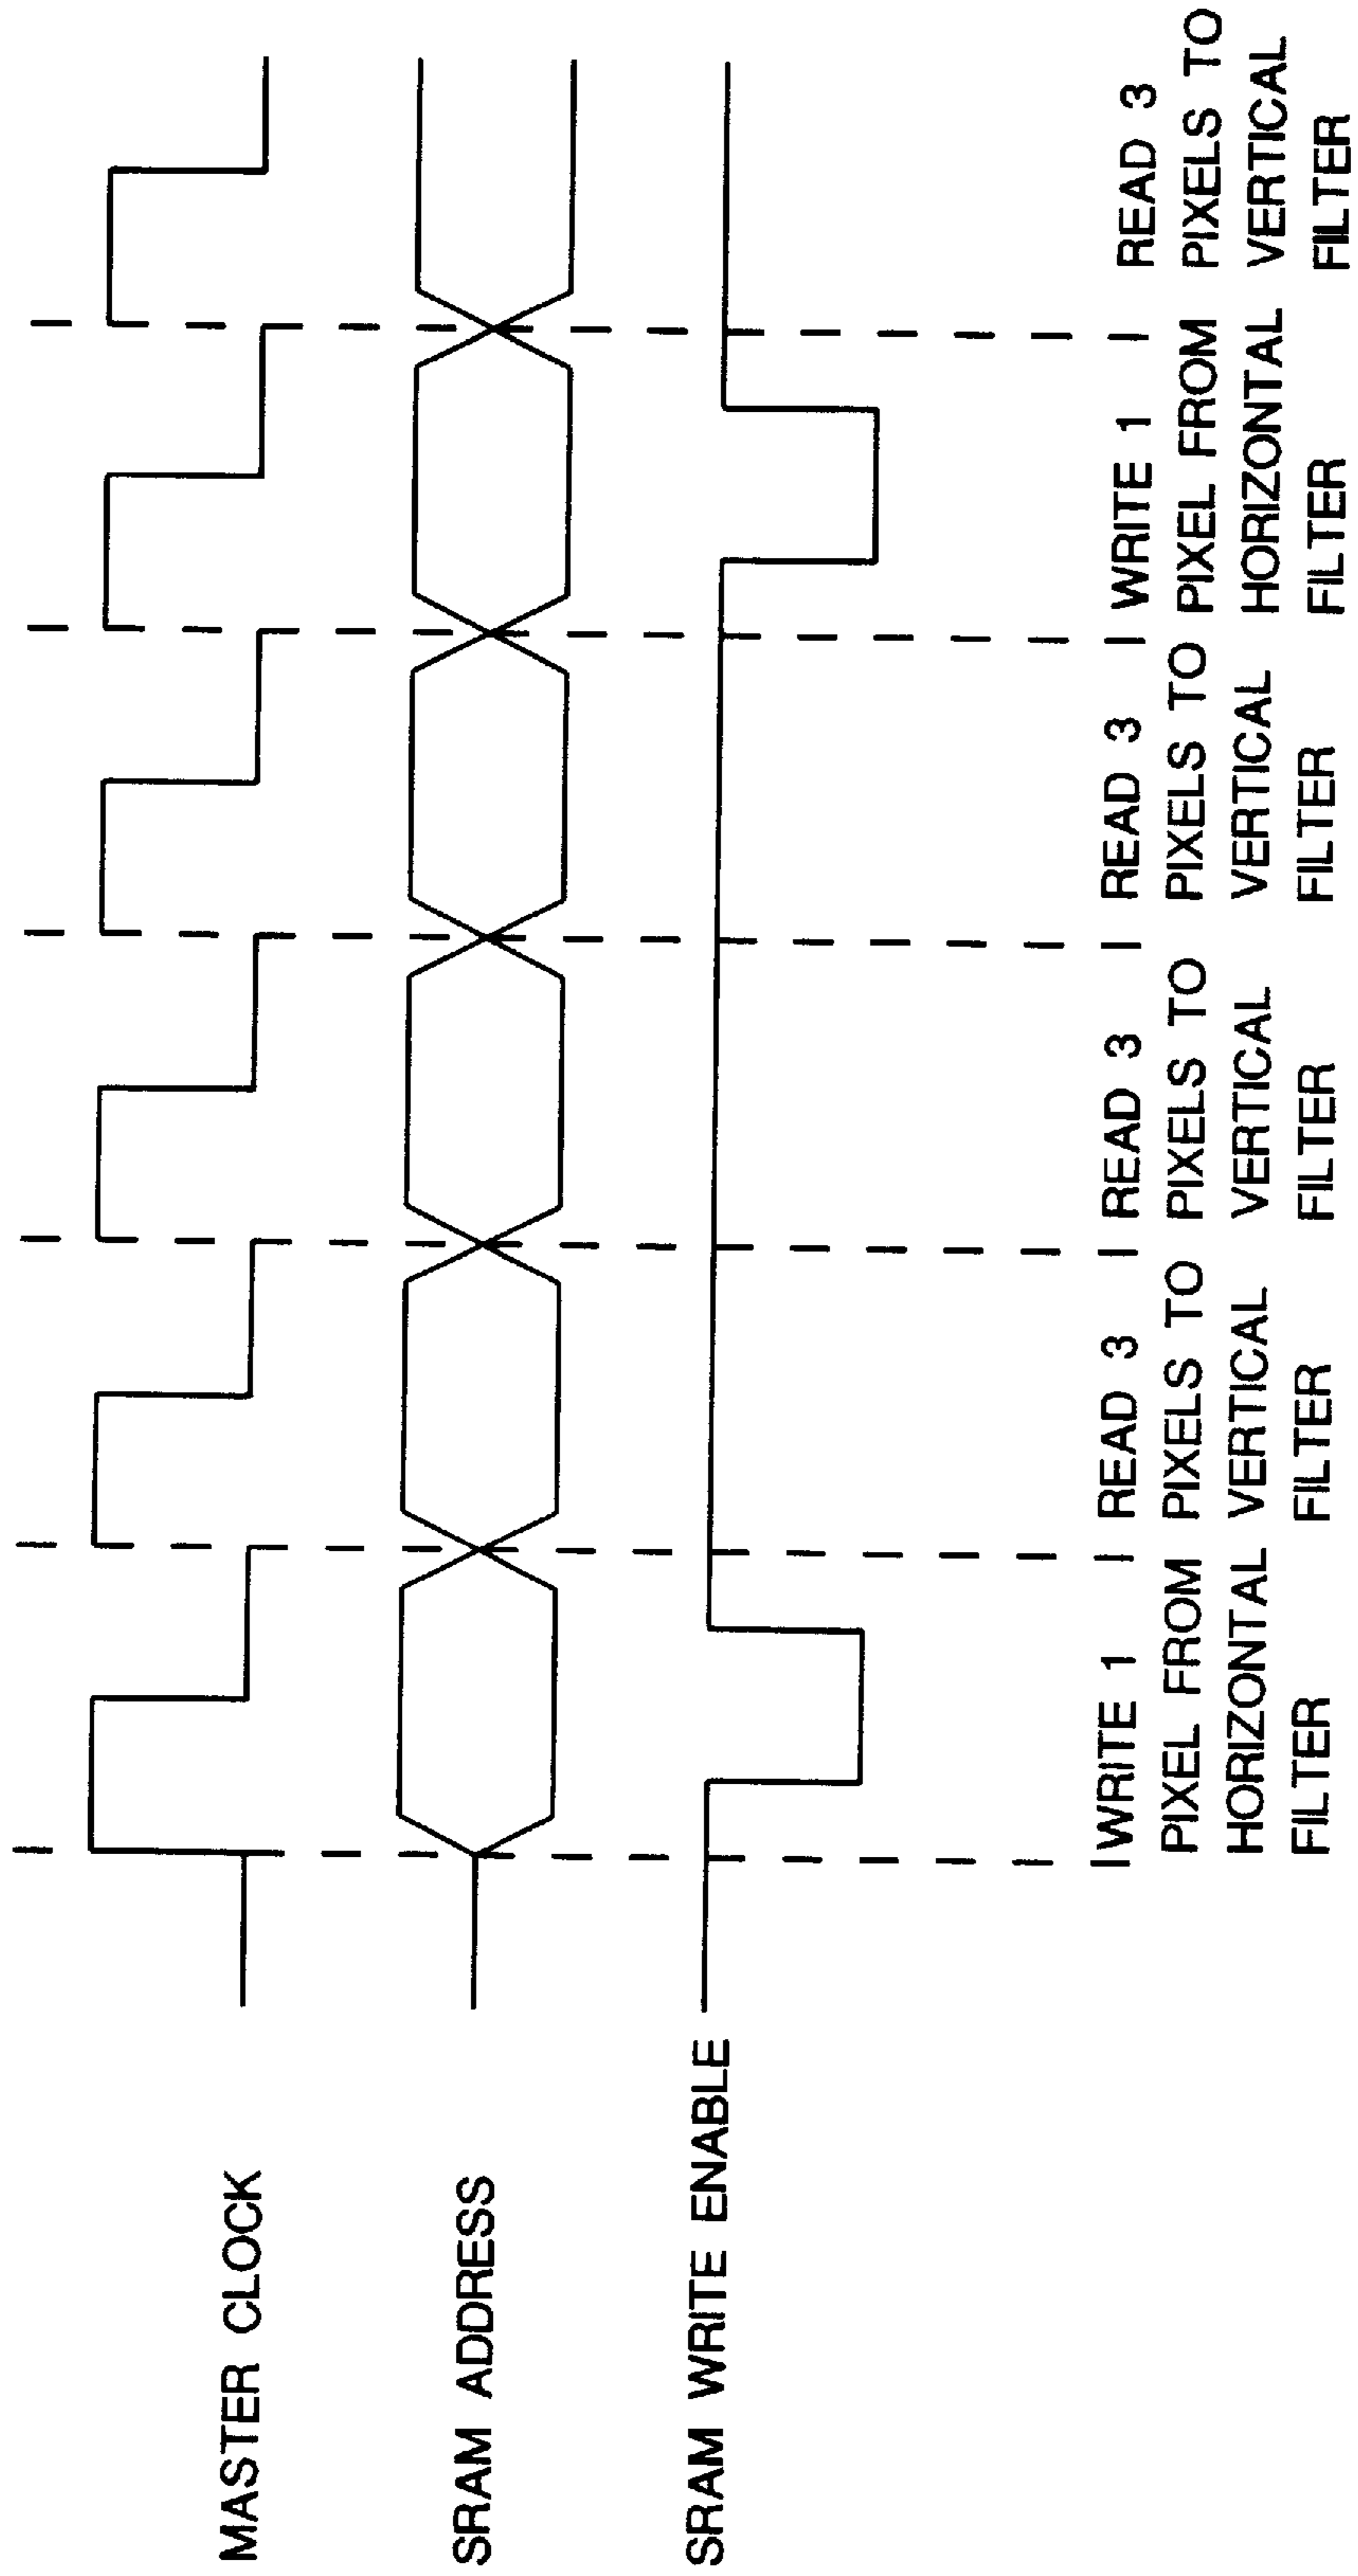 MASTER CLOCK
SRAM ADDRESS
SRAM WRITE ENABLE
WRITE 1
PIXEL FROM
HORIZONTAL
FILTER
READ 3
PIXELS TO
VERTICAL
FILTER
READ 3
PIXELS TO
VERTICAL
FILTER
READ 3
PIXELS TO
VERTICAL
FILTER
WRITE 1
PIXEL FROM
HORIZONTAL
FILTER
READ 3
PIXELS TO
VERTICAL
FILTER